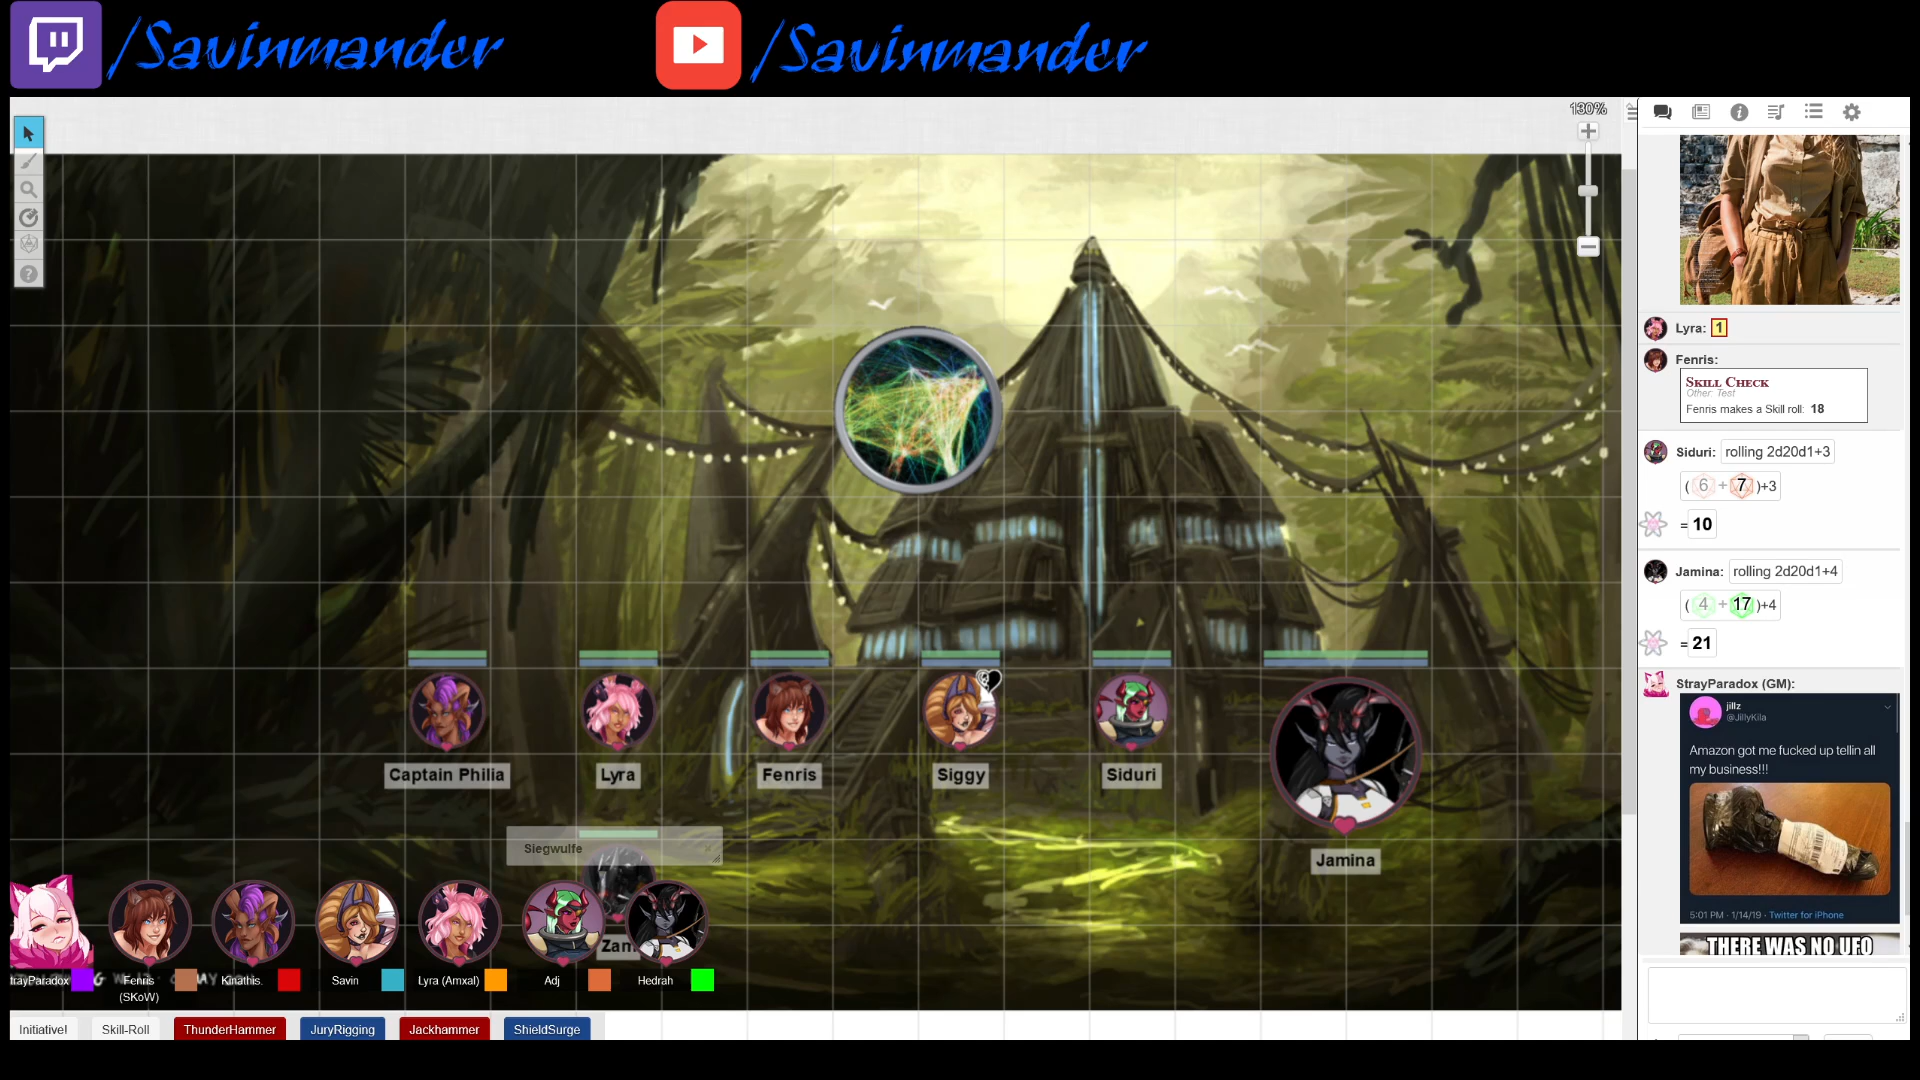 /Savinmander
/Savinmander
130%
Lyra: 1
Fenris:
Skill Check
Other: Test
Fenris makes a Skill roll: 18
Siduri: rolling 2d20d1+3
(6+7)+3
=10
Jamina: rolling 2d20d1+4
(4+17)+4
=21
StrayParadox (GM):
jillz
@JillyKila
Amazon got me fucked up tellin all
my business!!!
5:01 PM · 1/14/19 · Twitter for iPhone
THERE WAS NO UFO
Captain Philia
Lyra
Fenris
Siggy
Siduri
Jamina
Siegwulfe
Zam
trayParadox
Fenris
(SKoW)
Kinathis.
Savin
Lyra (Amxal)
Adj
Hedrah
Initiative!
Skill-Roll
ThunderHammer
JuryRigging
Jackhammer
ShieldSurge